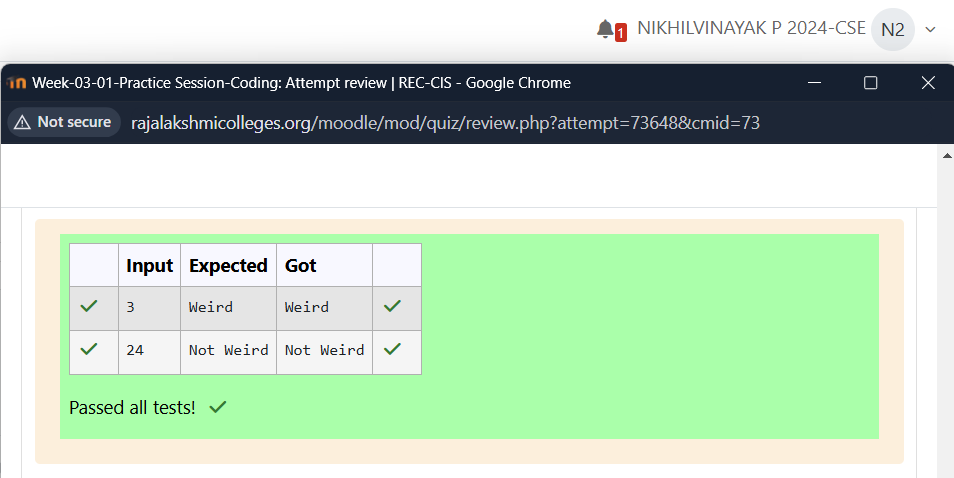 1 NIKHILVINAYAK P 2024-CSE N2
Week-03-01-Practice Session-Coding: Attempt review | REC-CIS - Google Chrome
Not secure rajalakshmicolleges.org/moodle/mod/quiz/review.php?attempt=73648&cmid=73
Input Expected Got
3 Weird Weird
24 Not Weird Not Weird
Passed all tests!